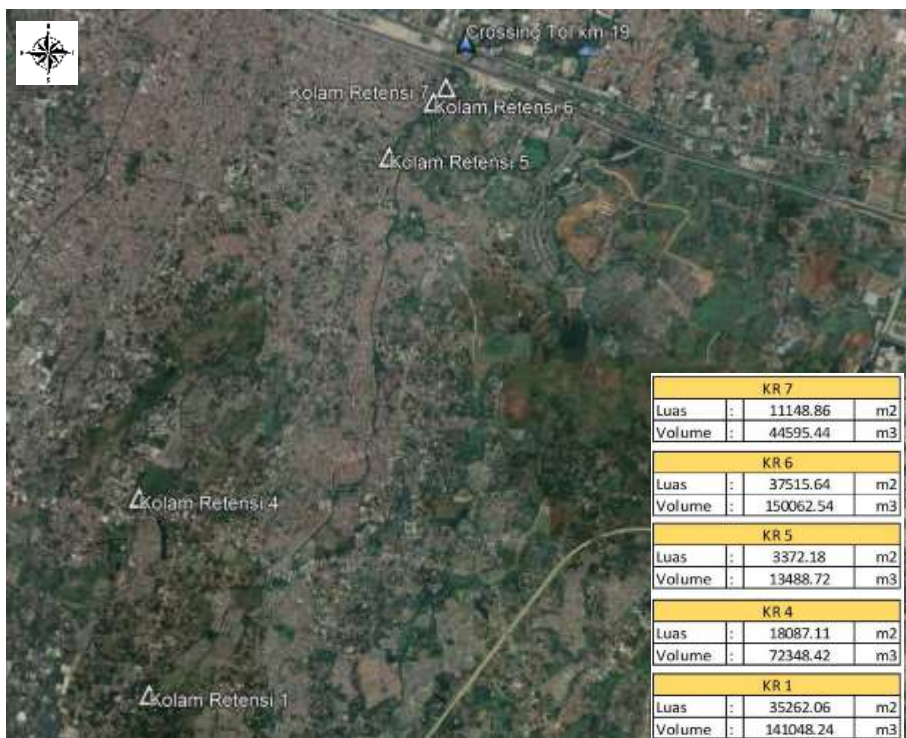 Crossing Tol km 19
Kolam Retensi 7
Kolam Retensi 6
Kolam Retensi 5
Kolam Retensi 4
Kolam Retensi 1
KR 7
Luas : 11148.86 m2
Volume : 44595.44 m3
KR 6
Luas : 37515.64 m2
Volume : 150062.54 m3
KR 5
Luas : 3372.18 m2
Volume : 13488.72 m3
KR 4
Luas : 18087.11 m2
Volume : 72348.42 m3
KR 1
Luas : 35262.06 m2
Volume : 141048.24 m3